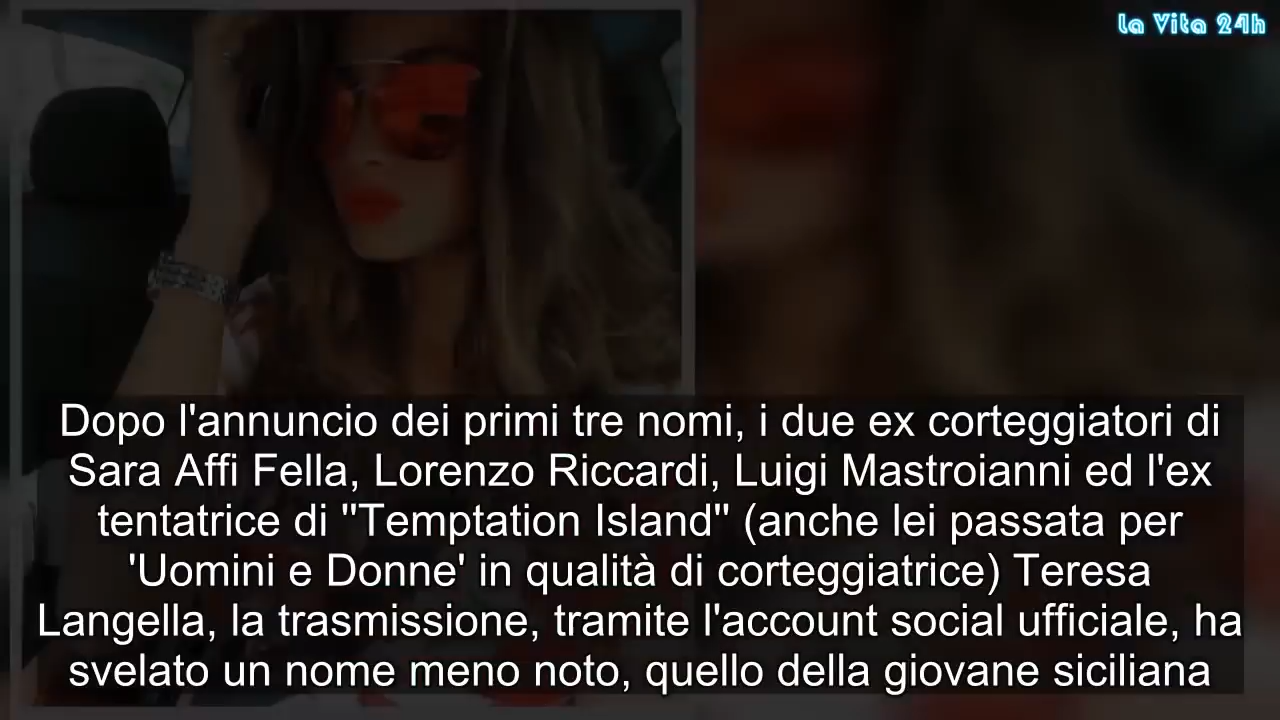 La Vita 24h
Dopo l'annuncio dei primi tre nomi, i due ex corteggiatori di
Sara Affi Fella, Lorenzo Riccardi, Luigi Mastroianni ed l'ex
tentatrice di "Temptation Island" (anche lei passata per
'Uomini e Donne' in qualità di corteggiatrice) Teresa
Langella, la trasmissione, tramite l'account social ufficiale, ha
svelato un nome meno noto, quello della giovane siciliana